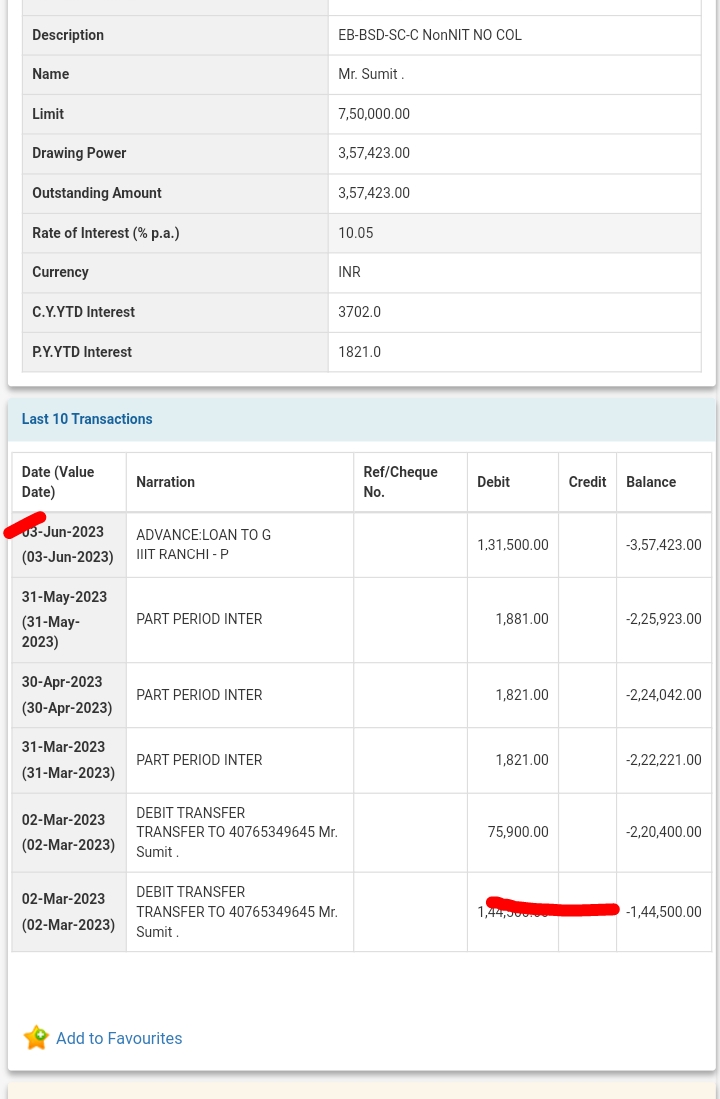 Description EB-BSD-SC-C NonNIT NO COL
Name Mr. Sumit .
Limit 7,50,000.00
Drawing Power 3,57,423.00
Outstanding Amount 3,57,423.00
Rate of Interest (% p.a.) 10.05
Currency INR
C.Y.YTD Interest 3702.0
P.Y.YTD Interest 1821.0
Last 10 Transactions
Date (Value Date) Narration Ref/Cheque No. Debit Credit Balance
03-Jun-2023 ADVANCE:LOAN TO G
(03-Jun-2023) IIIT RANCHI - P 1,31,500.00 -3,57,423.00
31-May-2023
(31-May-2023) PART PERIOD INTER 1,881.00 -2,25,923.00
30-Apr-2023
(30-Apr-2023) PART PERIOD INTER 1,821.00 -2,24,042.00
31-Mar-2023
(31-Mar-2023) PART PERIOD INTER 1,821.00 -2,22,221.00
02-Mar-2023 DEBIT TRANSFER
(02-Mar-2023) TRANSFER TO 40765349645 Mr. Sumit . 75,900.00 -2,20,400.00
02-Mar-2023 DEBIT TRANSFER
(02-Mar-2023) TRANSFER TO 40765349645 Mr. Sumit . -1,44,500.00
Add to Favourites